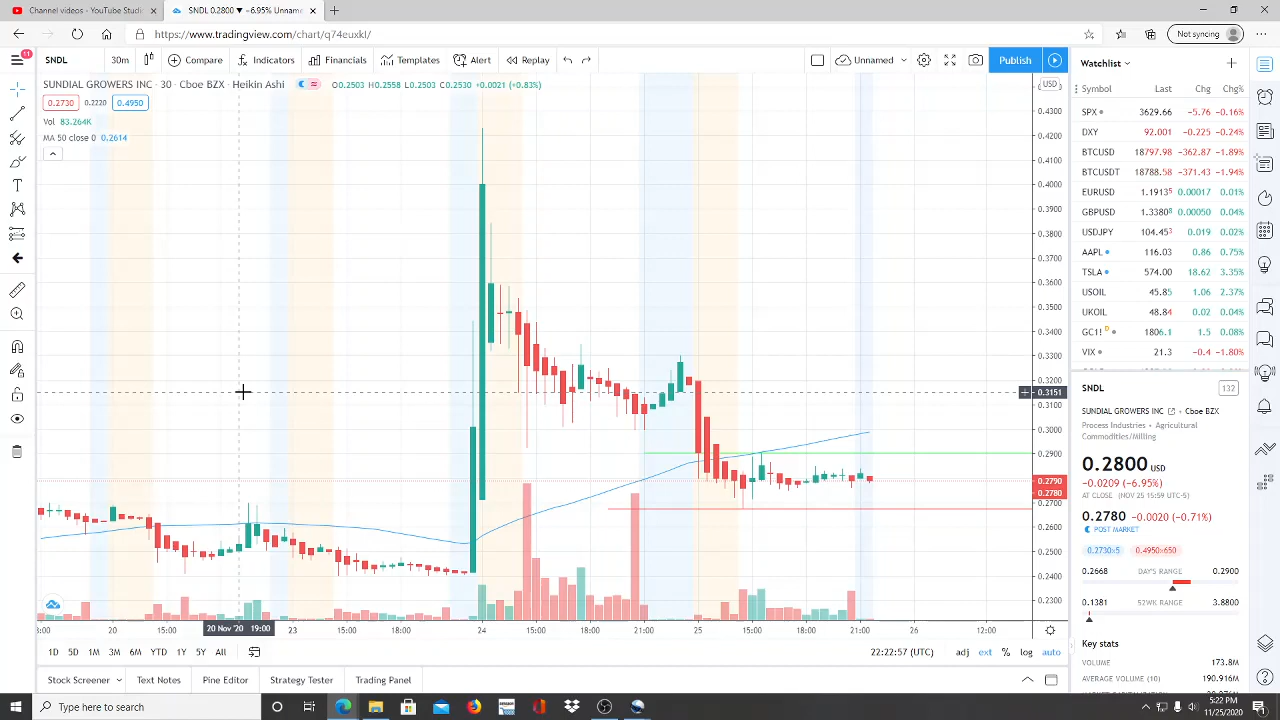 Channel videos - YouTube Studio
SNDL 0.2800 ▼ −6.95% Unnam
https://www.tradingview.com/chart/q74euxkl/
Not syncing
11
SNDL
30m
Compare
Indicators
Financials
Templates
Alert
Replay
Unnamed
Publish
SUNDIAL GROWERS INC · 30 · Cboe BZX · Heikin Ashi
O0.2503 H0.2558 L0.2503 C0.2530 +0.0021 (+0.83%)
0.2730 0.2220 0.4950
Vol 83.264K
MA 50 close 0 0.2614
USD
0.4300
0.4200
0.4100
0.4000
0.3900
0.3800
0.3700
0.3600
0.3500
0.3400
0.3300
0.3200
0.3151
0.3100
0.3000
0.2900
0.2790
0.2780
0.2600
0.2500
0.2400
0.2300
20
15:00
20 Nov '20 19:00
23
15:00
18:00
24
15:00
18:00
21:00
25
15:00
18:00
21:00
26
12:00
1D 5D 1M 3M 6M YTD 1Y 5Y All
22:22:57 (UTC)
adj ext % log auto
Stock Screener
Text Notes
Pine Editor
Strategy Tester
Trading Panel
Watchlist
Symbol Last Chg Chg%
SPX 3629.66 −5.76 −0.16%
DXY 92.001 −0.225 −0.24%
BTCUSD 18797.98 −362.87 −1.89%
BTCUSDT 18788.58 −371.43 −1.94%
EURUSD 1.19135 0.00017 0.01%
GBPUSD 1.33808 0.00050 0.04%
USDJPY 104.453 0.019 0.02%
AAPL 116.03 0.86 0.75%
TSLA 574.00 18.62 3.35%
USOIL 45.85 1.06 2.37%
UKOIL 48.84 0.02 0.04%
GC1! D 1806.1 1.5 0.08%
VIX 21.3 −0.4 −1.80%
SNDL
132
SUNDIAL GROWERS INC · Cboe BZX
Process Industries · Agricultural
Commodities/Milling
0.2800 USD
−0.0209 (−6.95%)
AT CLOSE (NOV 25 15:59 UTC-5)
0.2780 −0.0020 (−0.71%)
POST MARKET
0.2730×5 0.4950×650
0.2668 DAY'S RANGE 0.2900
0.1381 52WK RANGE 3.8800
Key stats
VOLUME 173.8M
AVERAGE VOLUME (10) 190.916M
Type here to search
5:22 PM
11/25/2020